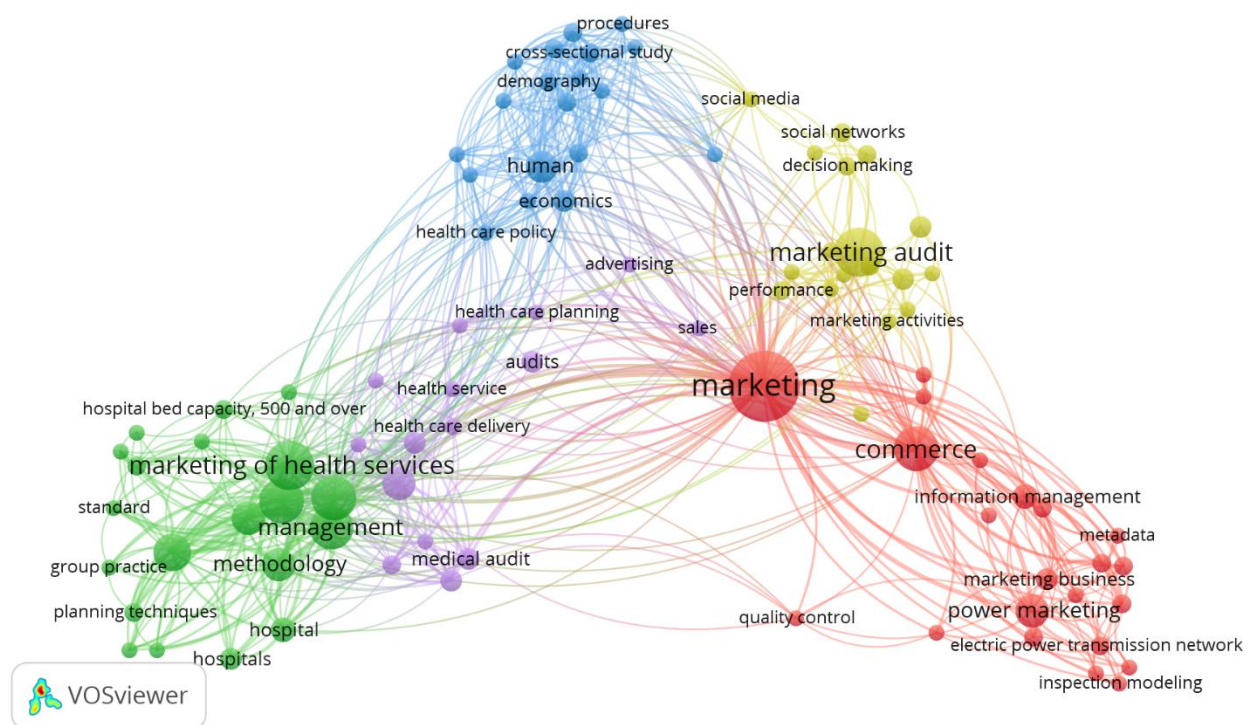 procedures
cross-sectional study
demography
social media
social networks
decision making
human
economics
health care policy
marketing audit
advertising
performance
health care planning
marketing activities
sales
audits
marketing
health service
hospital bed capacity, 500 and over
health care delivery
commerce
marketing of health services
information management
standard
management
metadata
medical audit
group practice
methodology
marketing business
planning techniques
power marketing
quality control
hospital
electric power transmission network
hospitals
inspection modeling
VOSviewer